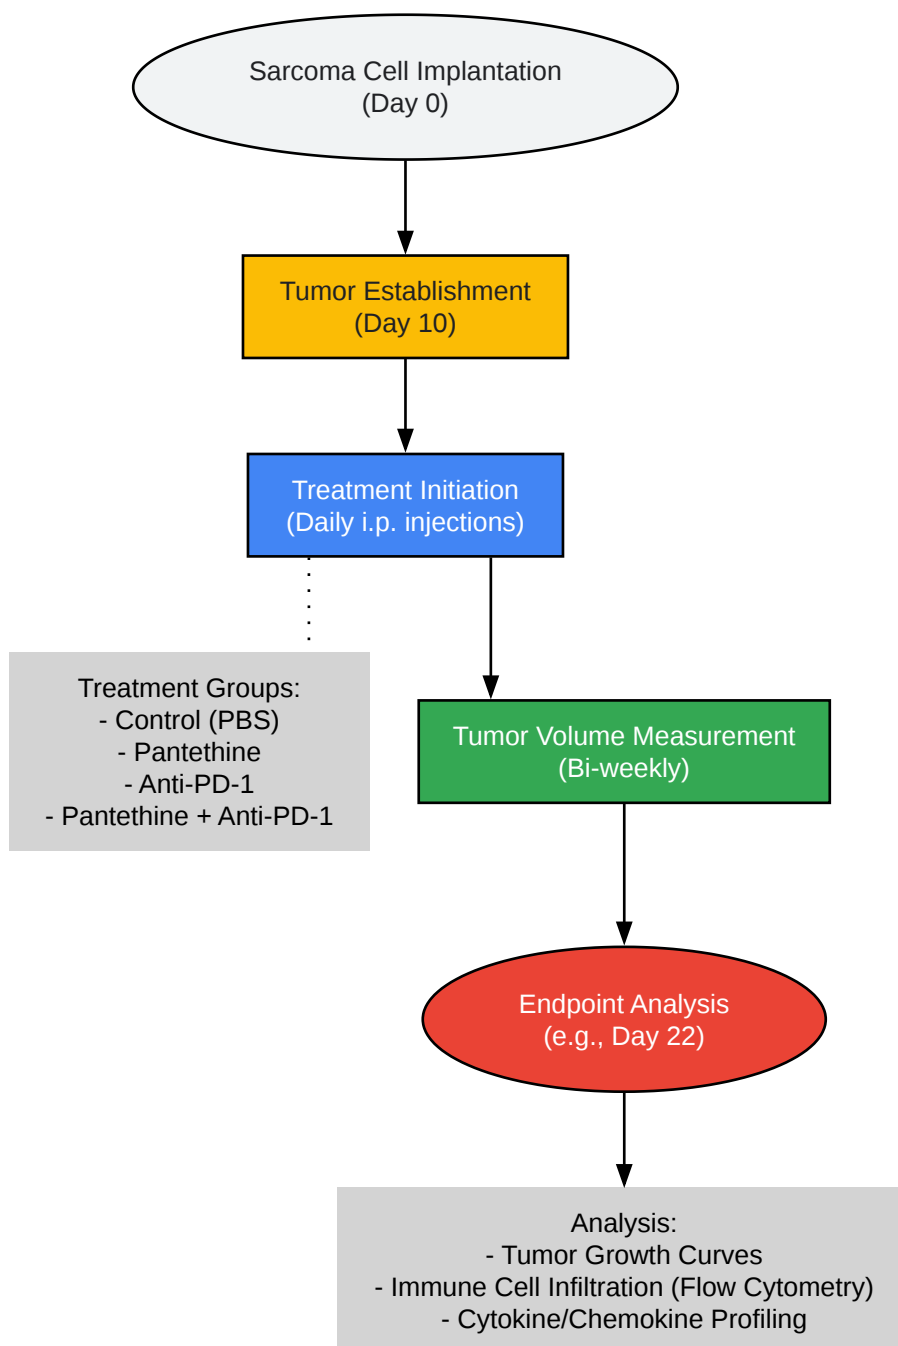 Sarcoma Cell Implantation
(Day 0)
Tumor Establishment
(Day 10)
Treatment Initiation
(Daily i.p. injections)
Treatment Groups:
- Control (PBS)
- Pantethine
- Anti-PD-1
- Pantethine + Anti-PD-1
Tumor Volume Measurement
(Bi-weekly)
Endpoint Analysis
(e.g., Day 22)
Analysis:
- Tumor Growth Curves
- Immune Cell Infiltration (Flow Cytometry)
- Cytokine/Chemokine Profiling